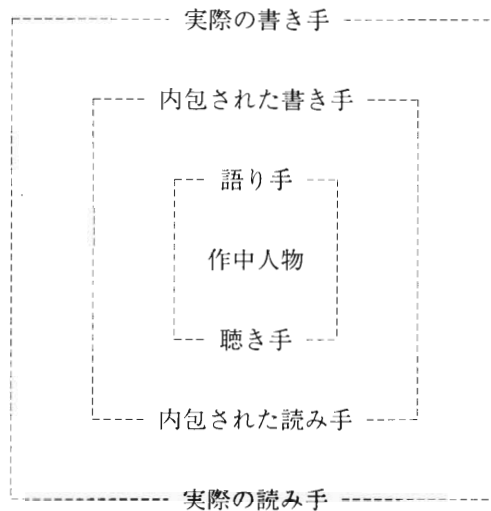 実際の書き手
内包された書き手
語り手
作中人物
聴き手
内包された読み手
実際の読み手